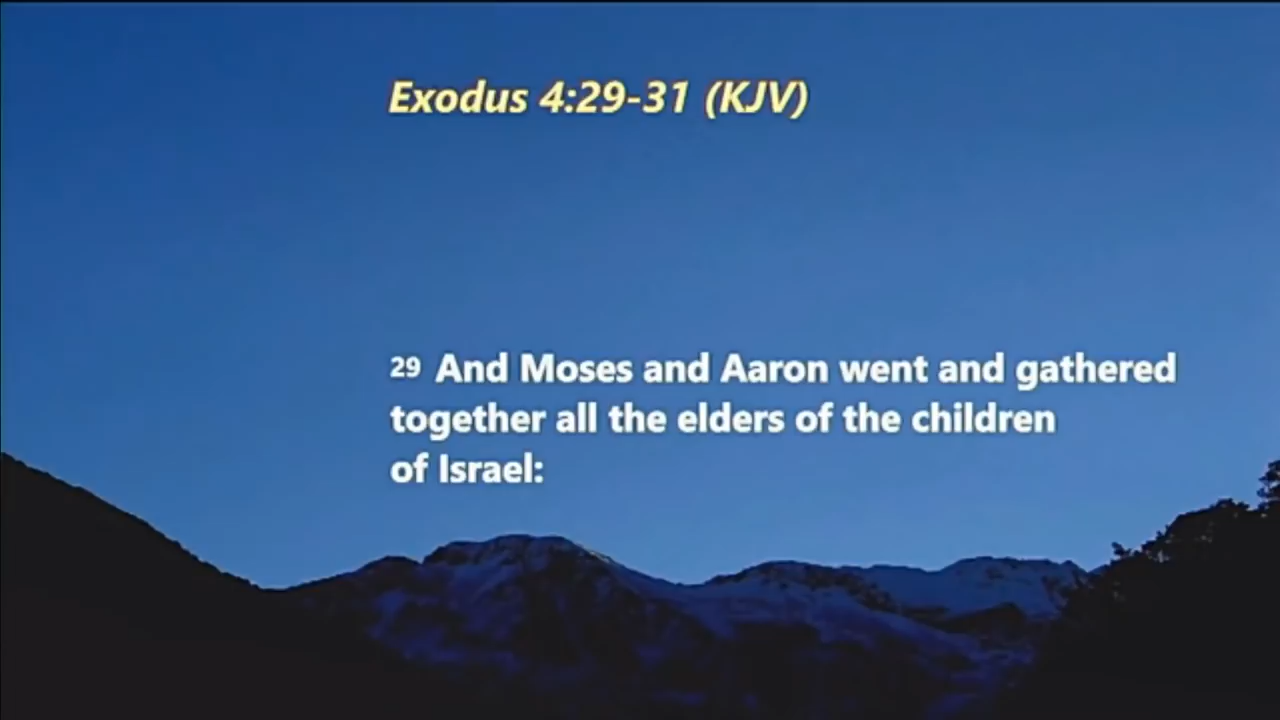 Exodus 4:29-31 (KJV)
29 And Moses and Aaron went and gathered
together all the elders of the children
of Israel: